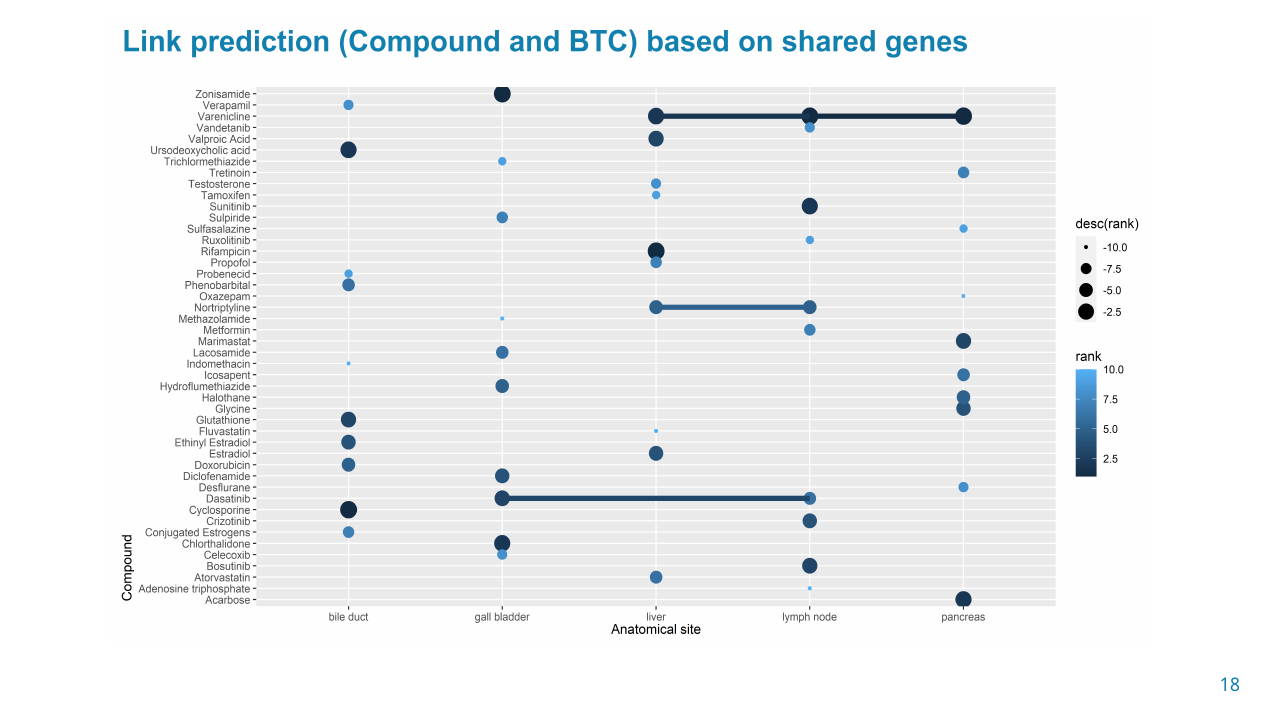 Link prediction (Compound and BTC) based on shared genes
Zonisamide
Verapamil
Varenicline
Vandetanib
Valproic Acid
Ursodeoxycholic acid
Trichlormethiazide
Tretinoin
Testosterone
Tamoxifen
Sunitinib
Sulpiride
Sulfasalazine
Ruxolitinib
Rifampicin
Propofol
Probenecid
Phenobarbital
Oxazepam
Nortriptyline
Methazolamide
Metformin
Marimastat
Lacosamide
Indomethacin
Icosapent
Hydroflumethiazide
Halothane
Glycine
Glutathione
Fluvastatin
Ethinyl Estradiol
Estradiol
Doxorubicin
Diclofenamide
Desflurane
Dasatinib
Cyclosporine
Crizotinib
Conjugated Estrogens
Chlorthalidone
Celecoxib
Bosutinib
Atorvastatin
Adenosine triphosphate
Acarbose
Compound
bile duct
gall bladder
liver
lymph node
pancreas
Anatomical site
desc(rank)
-10.0
-7.5
-5.0
-2.5
rank
10.0
7.5
5.0
2.5
18